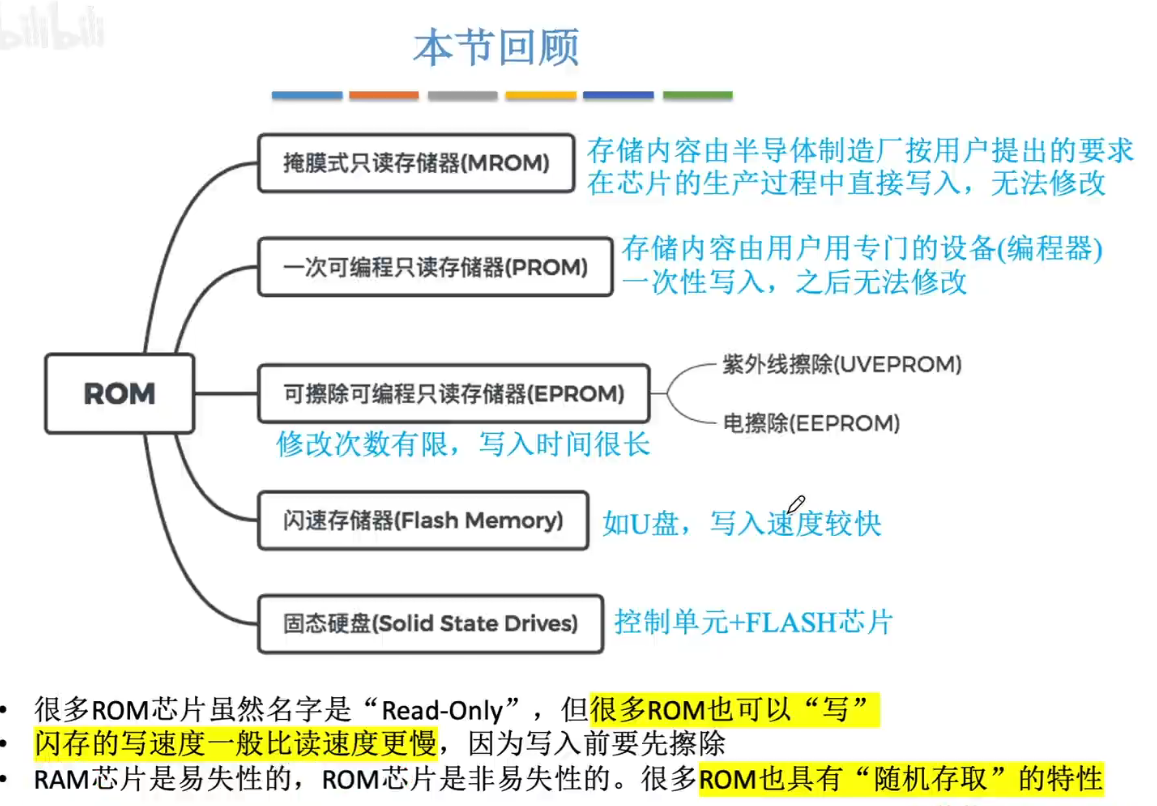 bilibili
本节回顾
掩膜式只读存储器(MROM)
存储内容由半导体制造厂按用户提出的要求
在芯片的生产过程中直接写入，无法修改
一次可编程只读存储器(PROM)
存储内容由用户用专门的设备(编程器)
一次性写入，之后无法修改
ROM
可擦除可编程只读存储器(EPROM)
紫外线擦除(UVEPROM)
电擦除(EEPROM)
修改次数有限，写入时间很长
闪速存储器(Flash Memory)
如U盘，写入速度较快
固态硬盘(Solid State Drives)
控制单元+FLASH芯片
• 很多ROM芯片虽然名字是“Read-Only”，但很多ROM也可以“写”
• 闪存的写速度一般比读速度更慢，因为写入前要先擦除
• RAM芯片是易失性的，ROM芯片是非易失性的。很多ROM也具有“随机存取”的特性